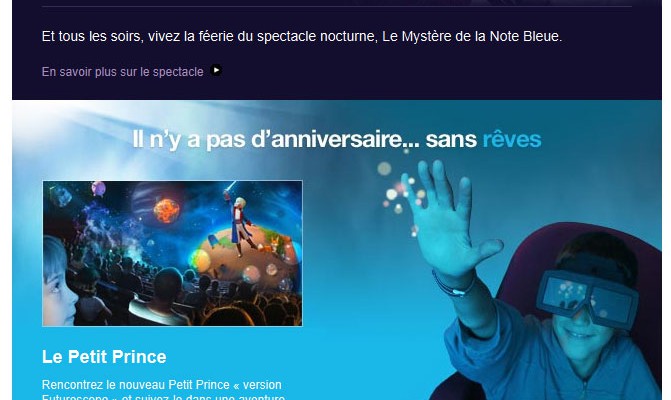 Et tous les soirs, vivez la féerie du spectacle nocturne, Le Mystère de la Note Bleue.
En savoir plus sur le spectacle
Il n'y a pas d'anniversaire... sans rêves
Le Petit Prince
Rencontrez le nouveau Petit Prince « version
Futuroscope » et suivez-le dans une aventure